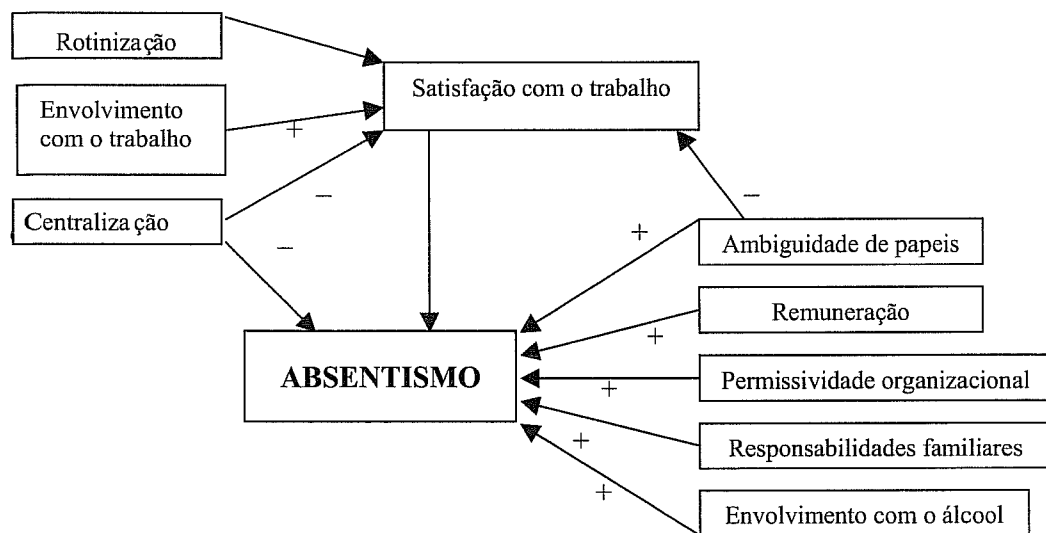 Rotinização
Satisfação com o trabalho
Envolvimento
com o trabalho
+
Centralização
−
−
−
+
Ambiguidade de papeis
Remuneração
+
ABSENTISMO
Permissividade organizacional
+
Responsabilidades familiares
+
+
Envolvimento com o álcool